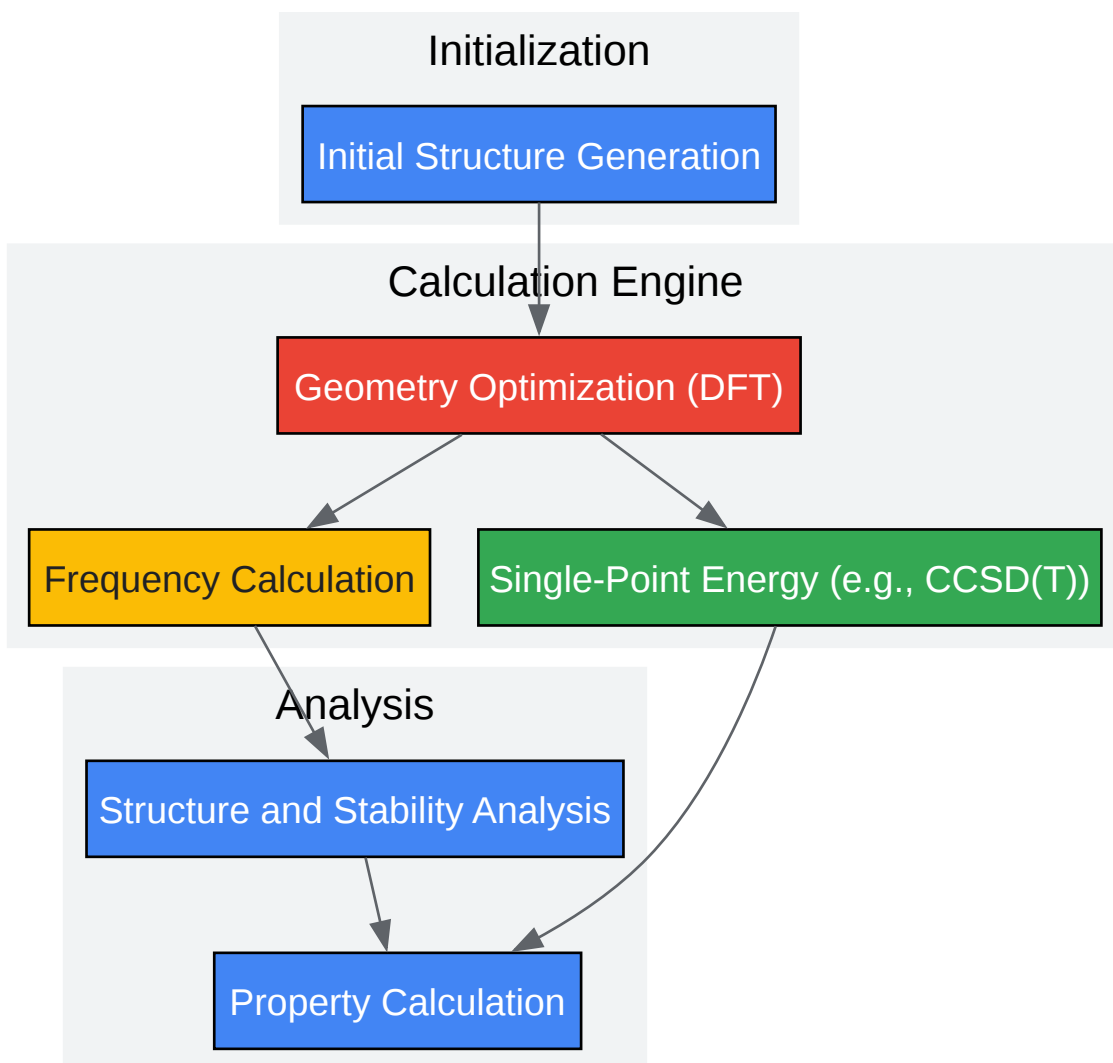 Initialization
Initial Structure Generation
Calculation Engine
Geometry Optimization (DFT)
Frequency Calculation
Single-Point Energy (e.g., CCSD(T))
Analysis
Structure and Stability Analysis
Property Calculation